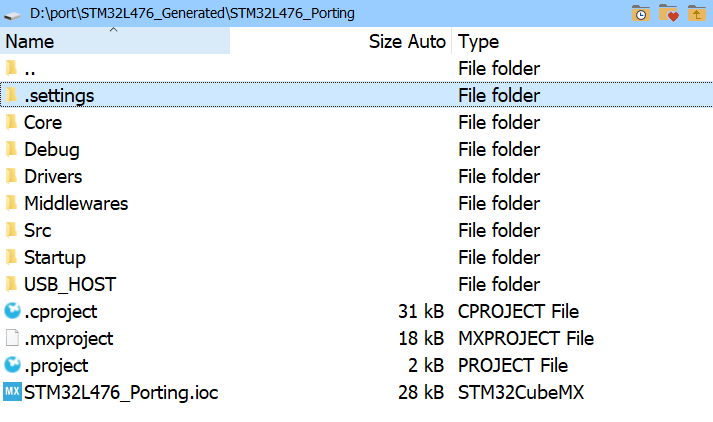 D:\port\STM32L476_Generated\STM32L476_Porting
Name Size Auto Type
.. File folder
.settings File folder
Core File folder
Debug File folder
Drivers File folder
Middlewares File folder
Src File folder
Startup File folder
USB_HOST File folder
.cproject 31 kB CPROJECT File
.mxproject 18 kB MXPROJECT File
.project 2 kB PROJECT File
MX STM32L476_Porting.ioc 28 kB STM32CubeMX